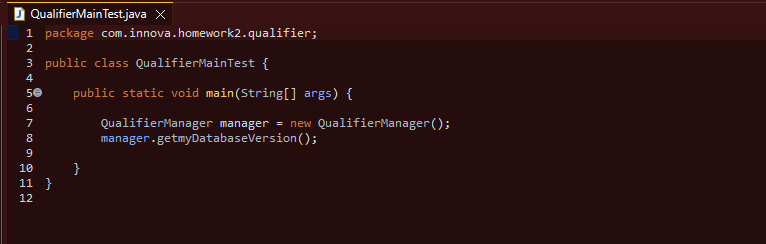 QualifierMainTest.java
1 package com.innova.homework2.qualifier;
2
3 public class QualifierMainTest {
4
5 public static void main(String[] args) {
6
7 QualifierManager manager = new QualifierManager();
8 manager.getmyDatabaseVersion();
9
10 }
11 }
12